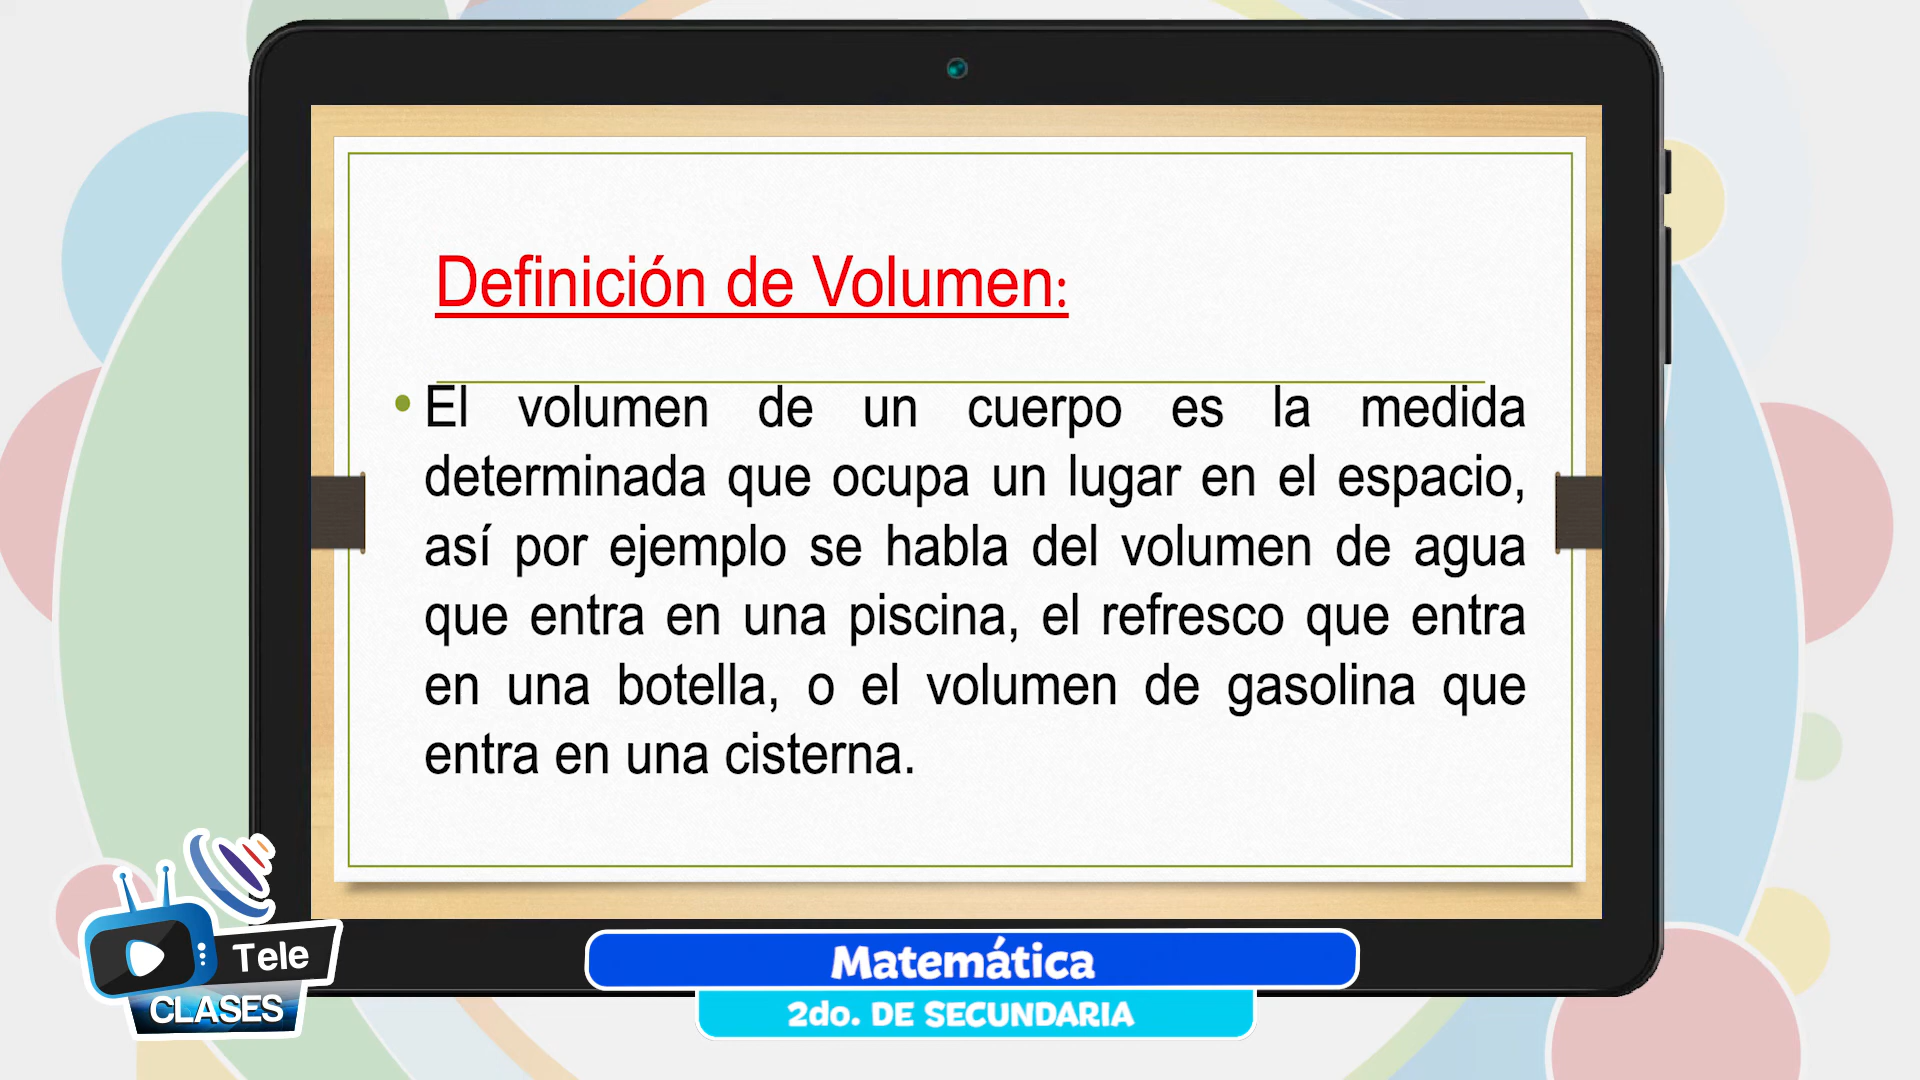 Definición de Volumen:
• El volumen de un cuerpo es la medida
determinada que ocupa un lugar en el espacio,
así por ejemplo se habla del volumen de agua
que entra en una piscina, el refresco que entra
en una botella, o el volumen de gasolina que
entra en una cisterna.
Tele
CLASES
Matemática
2do. DE SECUNDARIA